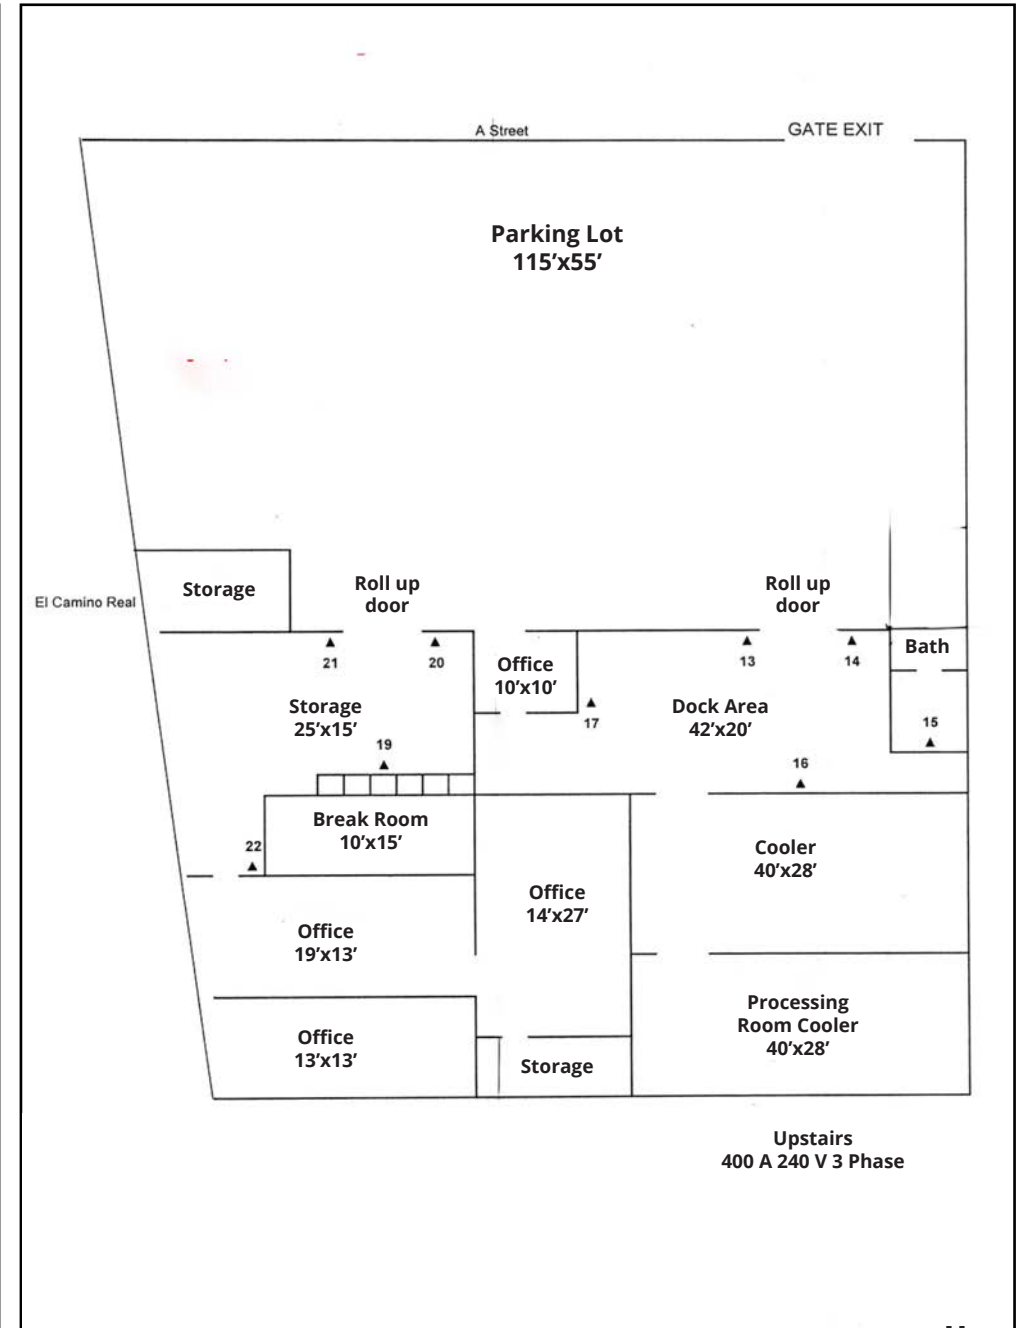 A Street
GATE EXIT
Parking Lot
115’x55’
Storage
El Camino Real
Roll up
door
Roll up
door
21
20
13
14
Bath
Office
10’x10’
Storage
25’x15’
17
Dock Area
42’x20’
15
19
16
Break Room
10’x15’
22
Cooler
40’x28’
Office
14’x27’
Office
19’x13’
Processing
Room Cooler
40’x28’
Office
13’x13’
Storage
Upstairs
400 A 240 V 3 Phase